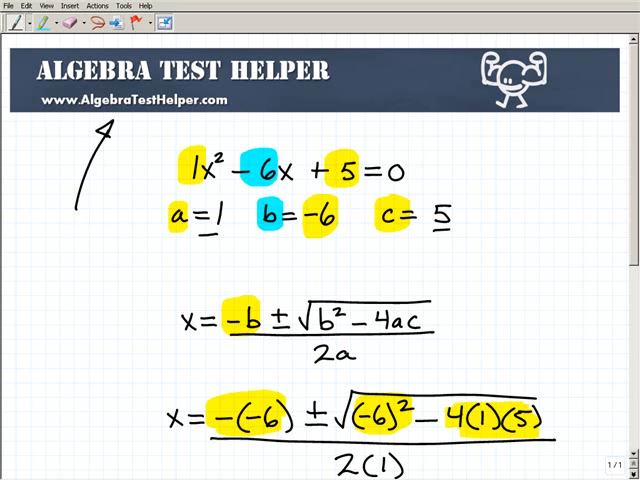 File Edit View Insert Actions Tools Help
ALGEBRA TEST HELPER
www.AlgebraTestHelper.com
1x² - 6x + 5 = 0
a = 1 b = -6 c = 5
x = -b ± √b² - 4ac
2a
x = -(-6) ± √(-6)² - 4(1)(5)
2(1)
1/1